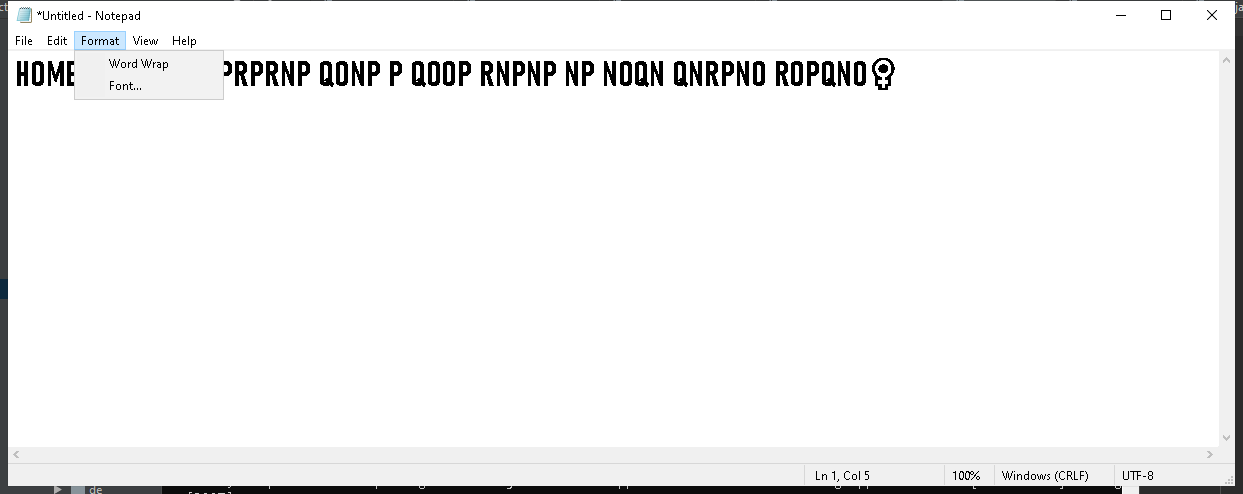 *Untitled - Notepad
File Edit Format View Help
Word Wrap
Font...
HOME PRPRNP QONP P QOOP RNPNP NP NOQN QNRPNO ROPQNO
Ln 1, Col 5 100% Windows (CRLF) UTF-8
de